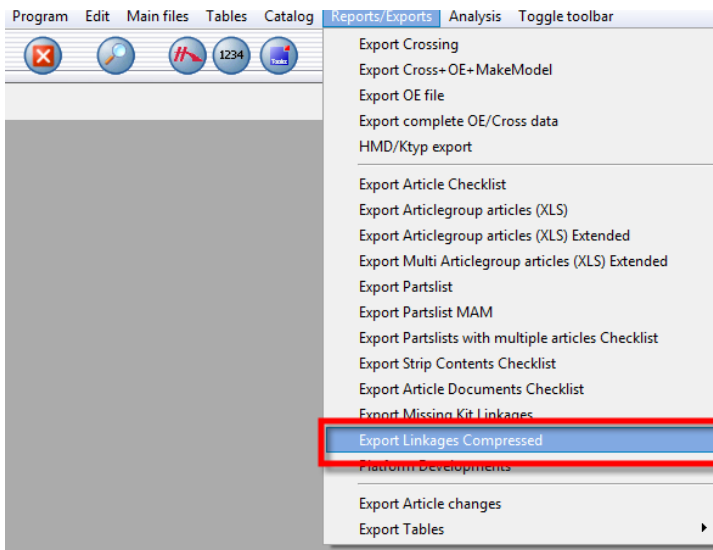 Program Edit Main files Tables Catalog Reports/Exports Analysis Toggle toolbar
1234
Tools
Export Crossing
Export Cross+OE+MakeModel
Export OE file
Export complete OE/Cross data
HMD/Ktyp export
Export Article Checklist
Export Articlegroup articles (XLS)
Export Articlegroup articles (XLS) Extended
Export Multi Articlegroup articles (XLS) Extended
Export Partslist
Export Partslist MAM
Export Partslists with multiple articles Checklist
Export Strip Contents Checklist
Export Article Documents Checklist
Export Missing Kit Linkages
Export Linkages Compressed
Platform Developments
Export Article changes
Export Tables